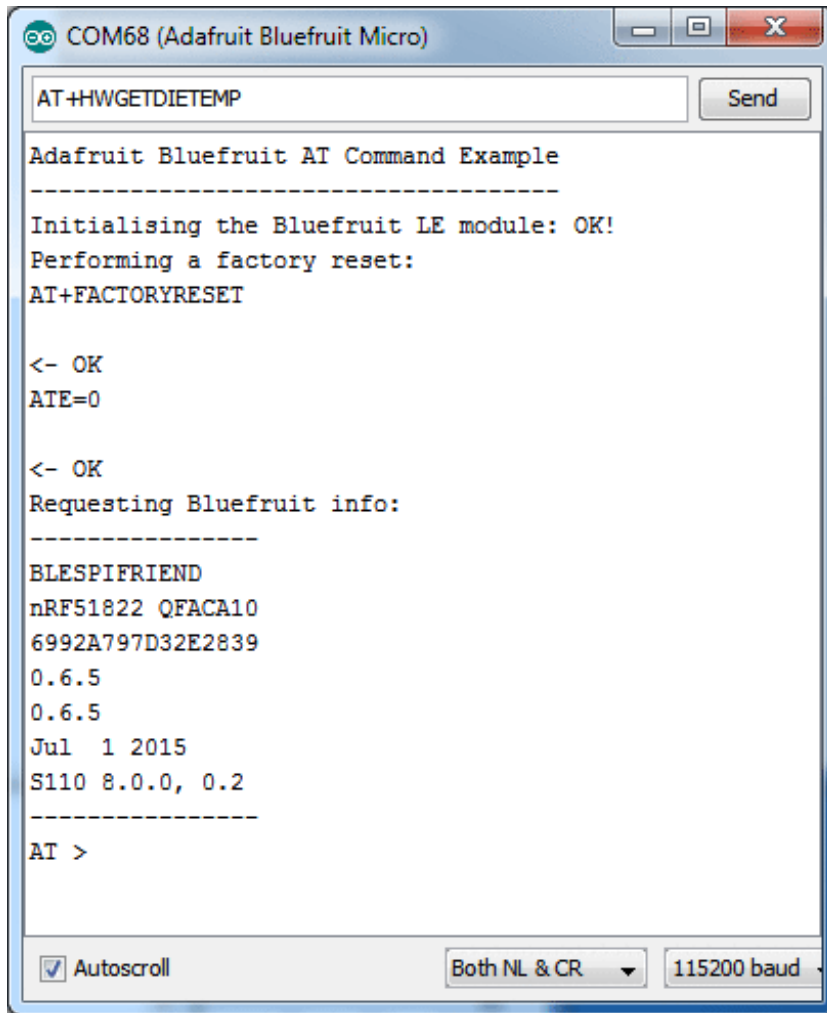 COM68 (Adafruit Bluefruit Micro)
AT+HWGETDIETEMP
Send
Adafruit Bluefruit AT Command Example
-------------------------------------
Initialising the Bluefruit LE module: OK!
Performing a factory reset:
AT+FACTORYRESET
<- OK
ATE=0
<- OK
Requesting Bluefruit info:
----------------
BLESPIFRIEND
nRF51822 QFACA10
6992A797D32E2839
0.6.5
0.6.5
Jul  1 2015
S110 8.0.0, 0.2
----------------
AT >
Autoscroll
Both NL & CR
115200 baud